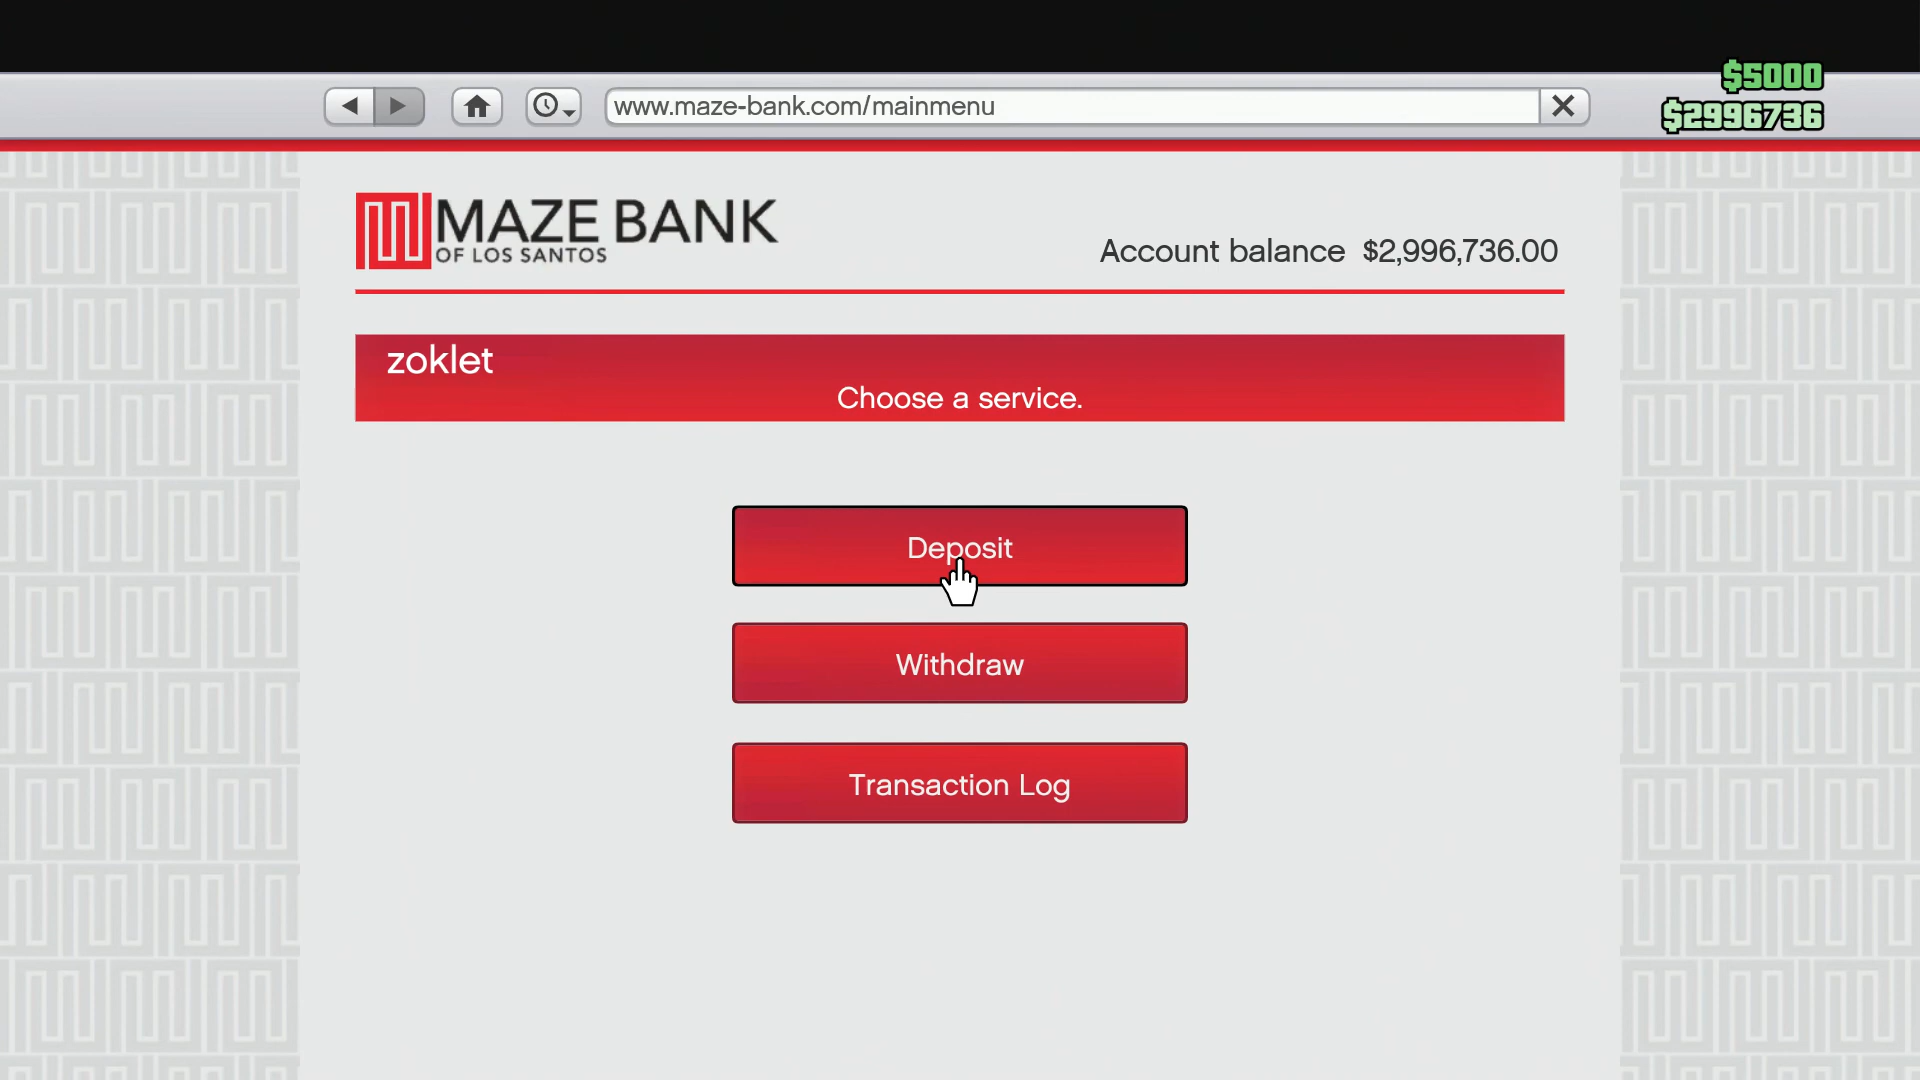 $5000
www.maze-bank.com/mainmenu
$2996736
MAZE BANK
OF LOS SANTOS
Account balance $2,996,736.00
zoklet
Choose a service.
Deposit
Withdraw
Transaction Log